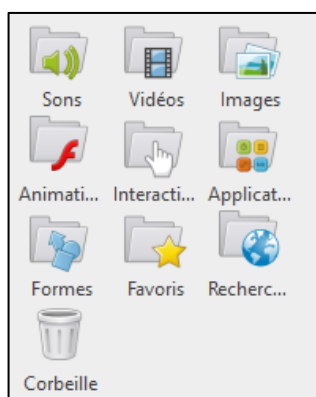 Sons Vidéos Images
Animati... Interacti... Applicat...
Formes Favoris Recherc...
Corbeille